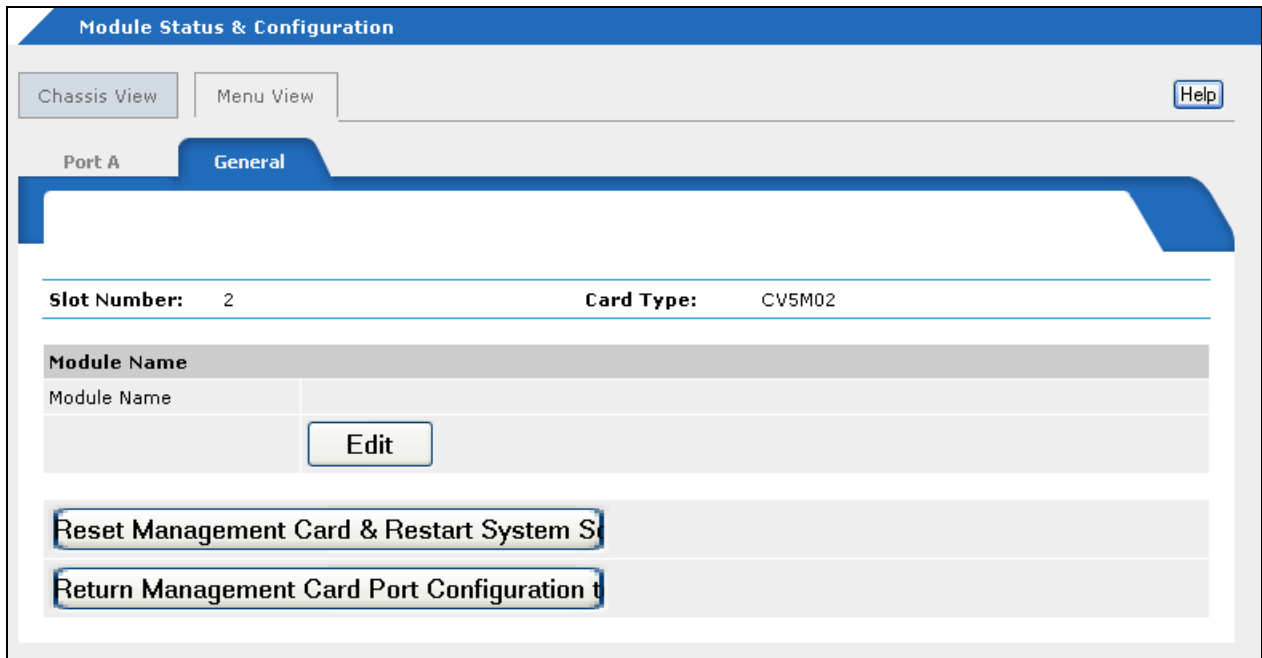 Module Status & Configuration
Chassis View Menu View Help
Port A General
Slot Number: 2 Card Type: CV5M02
Module Name
Module Name
Edit
Reset Management Card & Restart System
Return Management Card Port Configuration